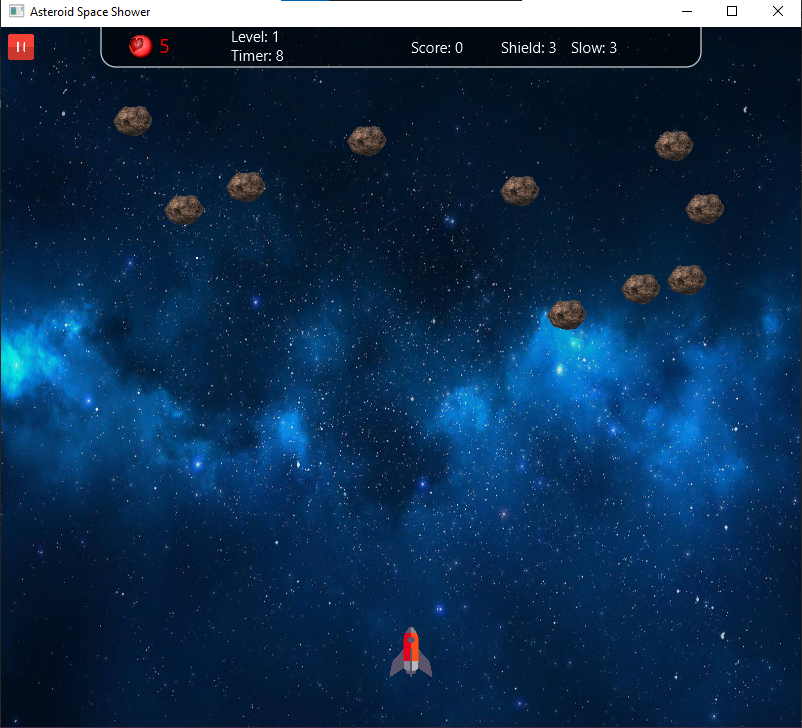 Asteroid Space Shower
5
Level: 1
Timer: 8
Score: 0
Shield: 3
Slow: 3